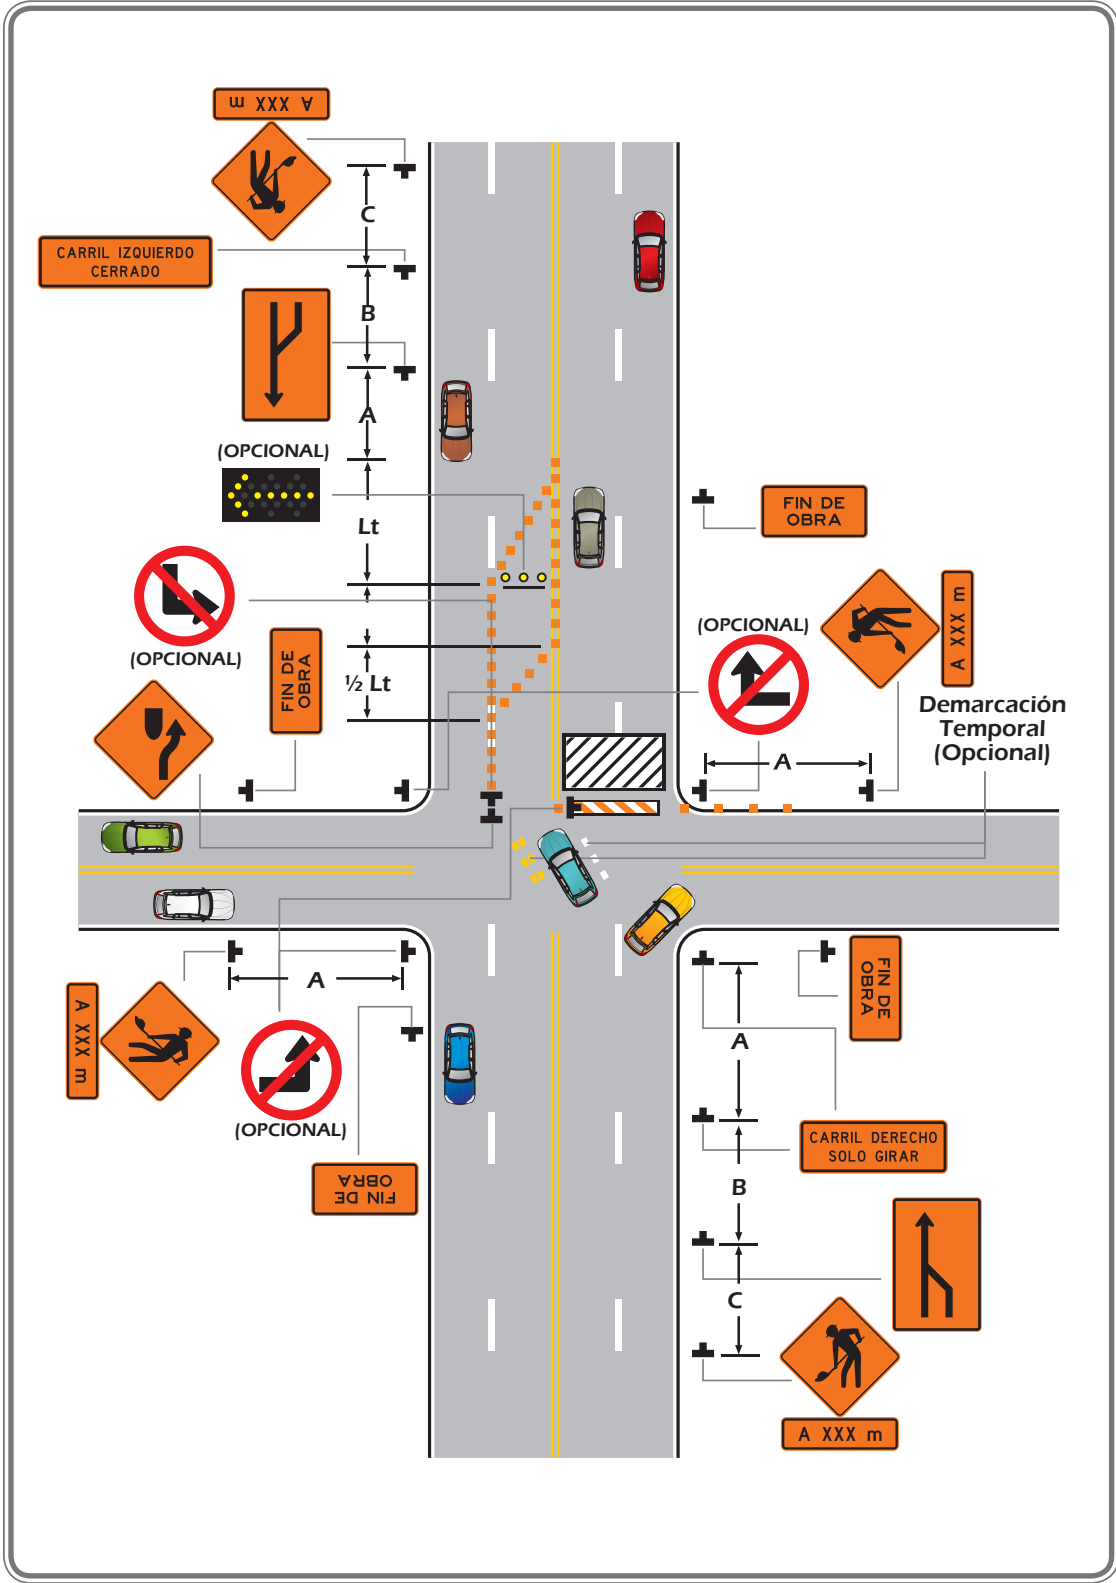 A XXX m
C
CARRIL IZQUIERDO
CERRADO
B
A
(OPCIONAL)
FIN DE
OBRA
Lt
(OPCIONAL)
(OPCIONAL)
A XXX m
FIN DE
OBRA
½ Lt
Demarcación
Temporal
(Opcional)
A
A
FIN DE
OBRA
A XXX m
A
(OPCIONAL)
CARRIL DERECHO
SOLO GIRAR
FIN DE
OBRA
B
C
A XXX m